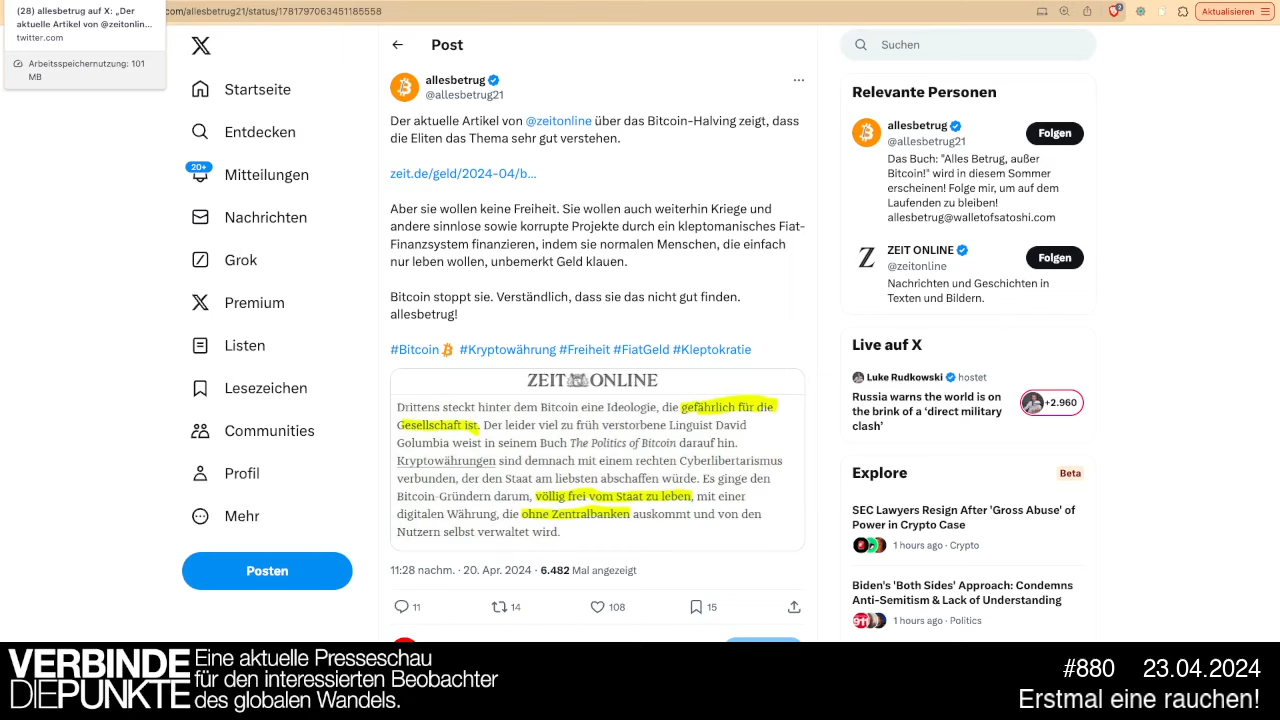 (28) allesbetrug auf X: „Der
aktuelle Artikel von @zeitonlin...
twitter.com
Arbeitsspeichernutzung: 101
MB
com/allesbetrug21/status/1781797063451185558
Aktualisieren
Startseite
Entdecken
20+
Mitteilungen
Nachrichten
Grok
Premium
Listen
Lesezeichen
Communities
Profil
Mehr
Posten
Post
allesbetrug
@allesbetrug21
Der aktuelle Artikel von @zeitonline über das Bitcoin-Halving zeigt, dass
die Eliten das Thema sehr gut verstehen.
zeit.de/geld/2024-04/b...
Aber sie wollen keine Freiheit. Sie wollen auch weiterhin Kriege und
andere sinnlose sowie korrupte Projekte durch ein kleptomanisches Fiat-
Finanzsystem finanzieren, indem sie normalen Menschen, die einfach
nur leben wollen, unbemerkt Geld klauen.
Bitcoin stoppt sie. Verständlich, dass sie das nicht gut finden.
allesbetrug!
#Bitcoin #Kryptowährung #Freiheit #FiatGeld #Kleptokratie
ZEIT ONLINE
Drittens steckt hinter dem Bitcoin eine Ideologie, die gefährlich für die
Gesellschaft ist. Der leider viel zu früh verstorbene Linguist David
Golumbia weist in seinem Buch The Politics of Bitcoin darauf hin.
Kryptowährungen sind demnach mit einem rechten Cyberlibertarismus
verbunden, der den Staat am liebsten abschaffen würde. Es ginge den
Bitcoin-Gründern darum, völlig frei vom Staat zu leben, mit einer
digitalen Währung, die ohne Zentralbanken auskommt und von den
Nutzern selbst verwaltet wird.
11:28 nachm. · 20. Apr. 2024 · 6.482 Mal angezeigt
11 14 108 15
Suchen
Relevante Personen
allesbetrug
@allesbetrug21
Folgen
Das Buch: "Alles Betrug, außer
Bitcoin!" wird in diesem Sommer
erscheinen! Folge mir, um auf dem
Laufenden zu bleiben!
allesbetrug@walletofsatoshi.com
ZEIT ONLINE
@zeitonline
Folgen
Nachrichten und Geschichten in
Texten und Bildern.
Live auf X
Luke Rudkowski hostet
Russia warns the world is on
the brink of a ‘direct military
clash’
+2.960
Explore
Beta
SEC Lawyers Resign After 'Gross Abuse' of
Power in Crypto Case
1 hours ago · Crypto
Biden's 'Both Sides' Approach: Condemns
Anti-Semitism & Lack of Understanding
1 hours ago · Politics
VERBINDE
DIEPUNKTE
Eine aktuelle Presseschau
für den interessierten Beobachter
des globalen Wandels.
#880 23.04.2024
Erstmal eine rauchen!